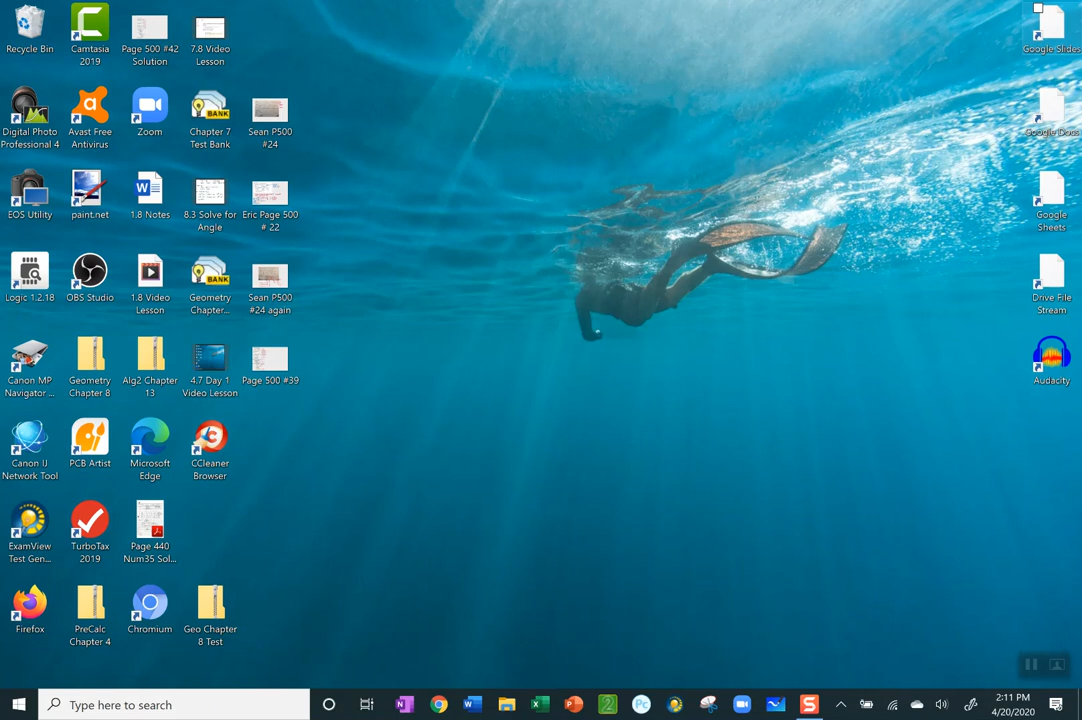 Recycle Bin
Camtasia
2019
Page 500 #42
Solution
7.8 Video
Lesson
Google Slides
Digital Photo
Professional 4
Avast Free
Antivirus
Zoom
BANK
Chapter 7
Test Bank
Sean P500
#24
Google Docs
EOS Utility
paint.net
W
1.8 Notes
8.3 Solve for
Angle
Eric Page 500
# 22
Google
Sheets
Logic 1.2.18
OBS Studio
1.8 Video
Lesson
BANK
Geometry
Chapter...
Sean P500
#24 again
Drive File
Stream
Canon MP
Navigator ...
Geometry
Chapter 8
Alg2 Chapter
13
4.7 Day 1
Video Lesson
Page 500 #39
Audacity
Canon IJ
Network Tool
PCB Artist
Microsoft
Edge
CCleaner
Browser
ExamView
Test Gen...
TurboTax
2019
Page 440
Num35 Sol...
Firefox
PreCalc
Chapter 4
Chromium
Geo Chapter
8 Test
Type here to search
N
W
X
P
2
Pc
S
2:11 PM
4/20/2020